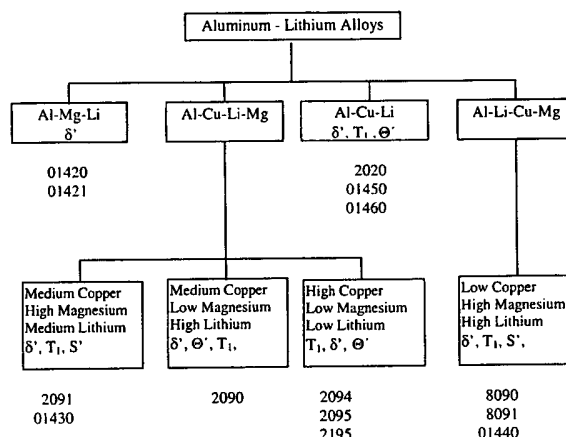 Aluminum - Lithium Alloys
Al-Mg-Li
δ'
Al-Cu-Li-Mg
Al-Cu-Li
δ', T₁, Θ'
Al-Li-Cu-Mg
01420
01421
2020
01450
01460
Medium Copper
High Magnesium
Medium Lithium
δ', T₁, S'
Medium Copper
Low Magnesium
High Lithium
δ', Θ', T₁,
High Copper
Low Magnesium
Low Lithium
T₁, δ', Θ'
Low Copper
High Magnesium
High Lithium
δ', T₁, S',
2091
01430
2090
2094
2095
2195
8090
8091
01440